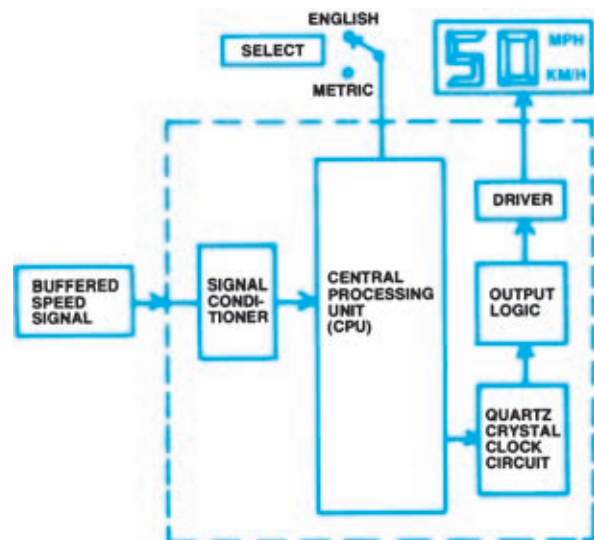 ENGLISH
SELECT
METRIC
50
MPH
KM/H
DRIVER
BUFFERED
SPEED
SIGNAL
SIGNAL
CONDI-
TIONER
CENTRAL
PROCESSING
UNIT
(CPU)
OUTPUT
LOGIC
QUARTZ
CRYSTAL
CLOCK
CIRCUIT